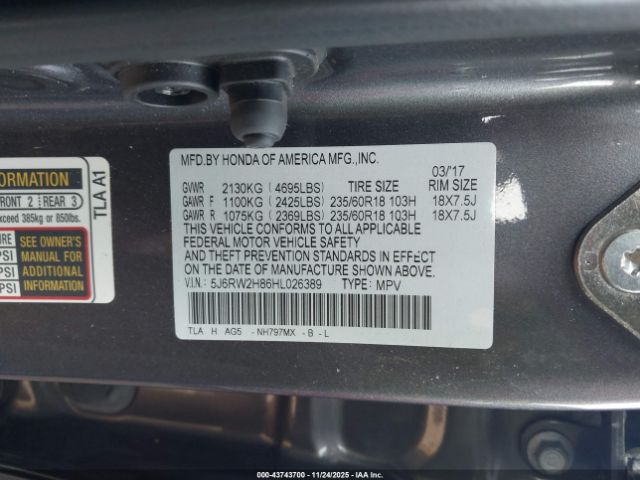 ORMATION
FRONT 2 REAR 3
xceed 385kg or 850lbs.
TLA A1
IRE
PSI
PSI
PSI
SEE OWNER'S
MANUAL FOR
ADDITIONAL
INFORMATION
MFD.BY HONDA OF AMERICA MFG.,INC.
03/'17
GVWR 2130KG (4695LBS) TIRE SIZE RIM SIZE
GAWR F 1100KG (2425LBS) 235/60R18 103H 18X7.5J
GAWR R 1075KG (2369LBS) 235/60R18 103H 18X7.5J
THIS VEHICLE CONFORMS TO ALL APPLICABLE
FEDERAL MOTOR VEHICLE SAFETY
AND THEFT PREVENTION STANDARDS IN EFFECT
ON THE DATE OF MANUFACTURE SHOWN ABOVE.
V.I.N.: 5J6RW2H86HL026389 TYPE: MPV
TLA H AG5 -NH797MX -B-L
000-43743700 - 11/24/2025 - IAA Inc.